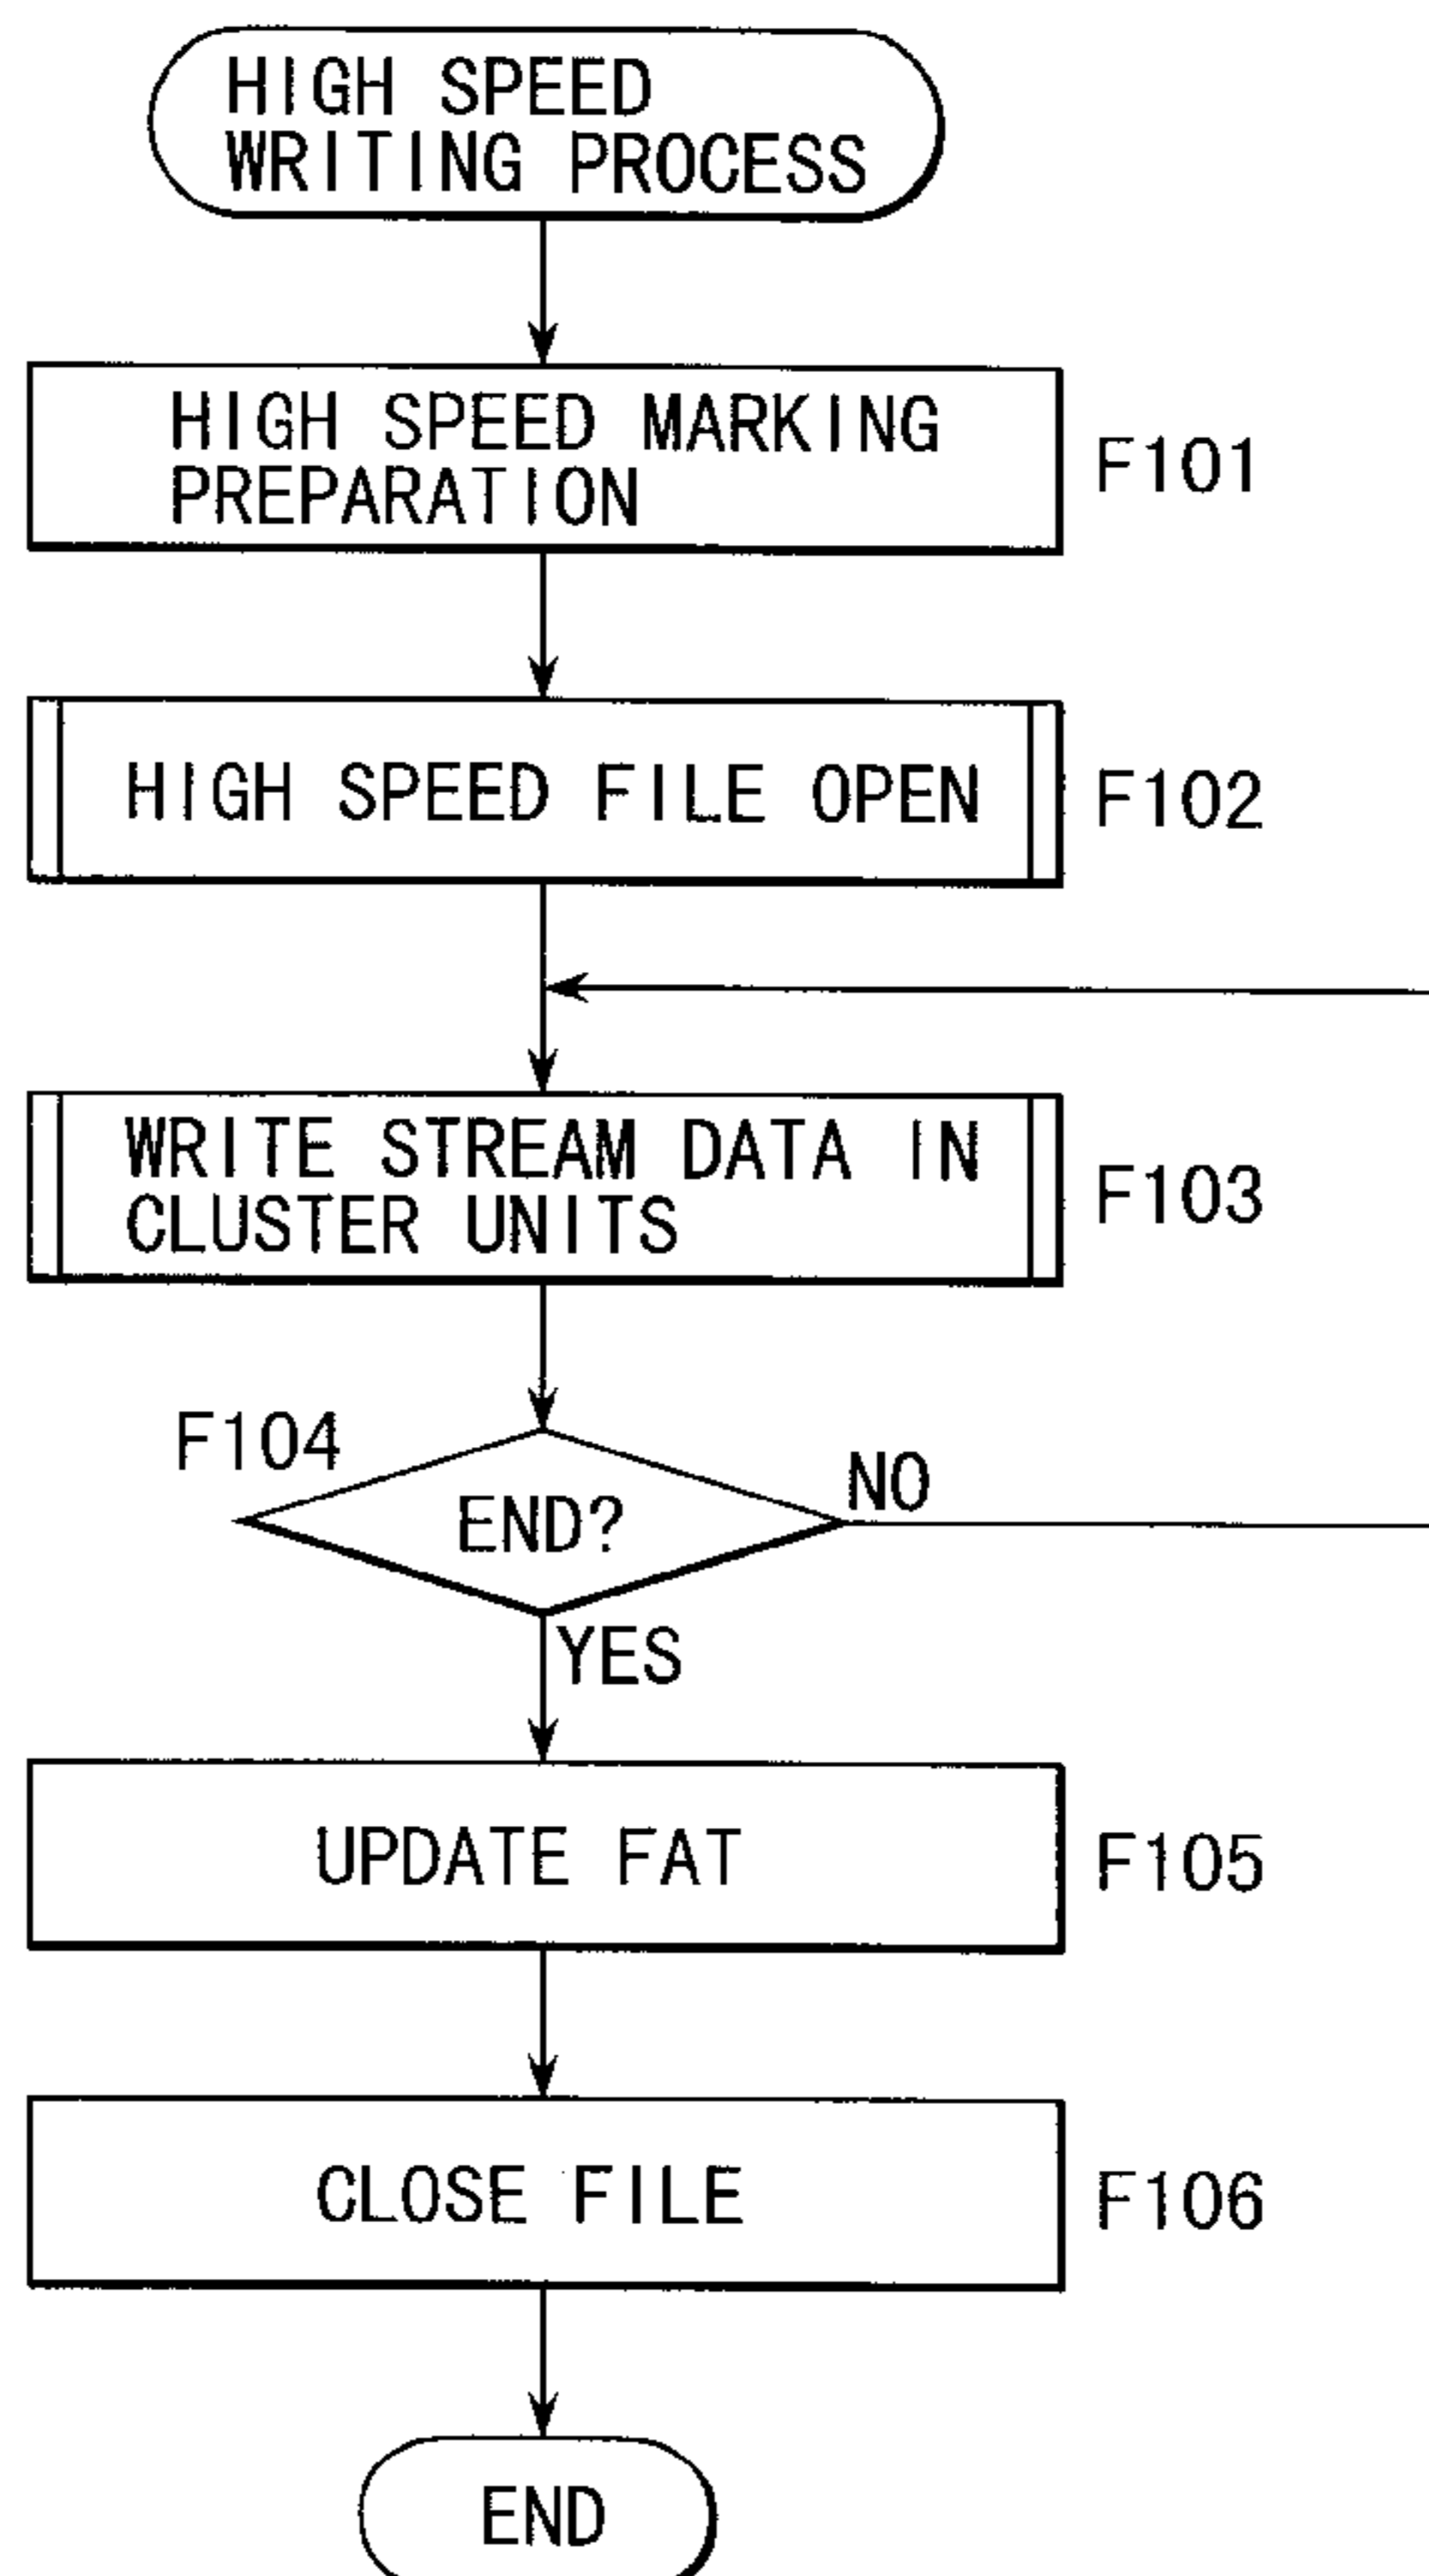 HIGH SPEED
WRITING PROCESS
HIGH SPEED MARKING
PREPARATION
F101
HIGH SPEED FILE OPEN
F102
WRITE STREAM DATA IN
CLUSTER UNITS
F103
F104
END?
NO
YES
UPDATE FAT
F105
CLOSE FILE
F106
END